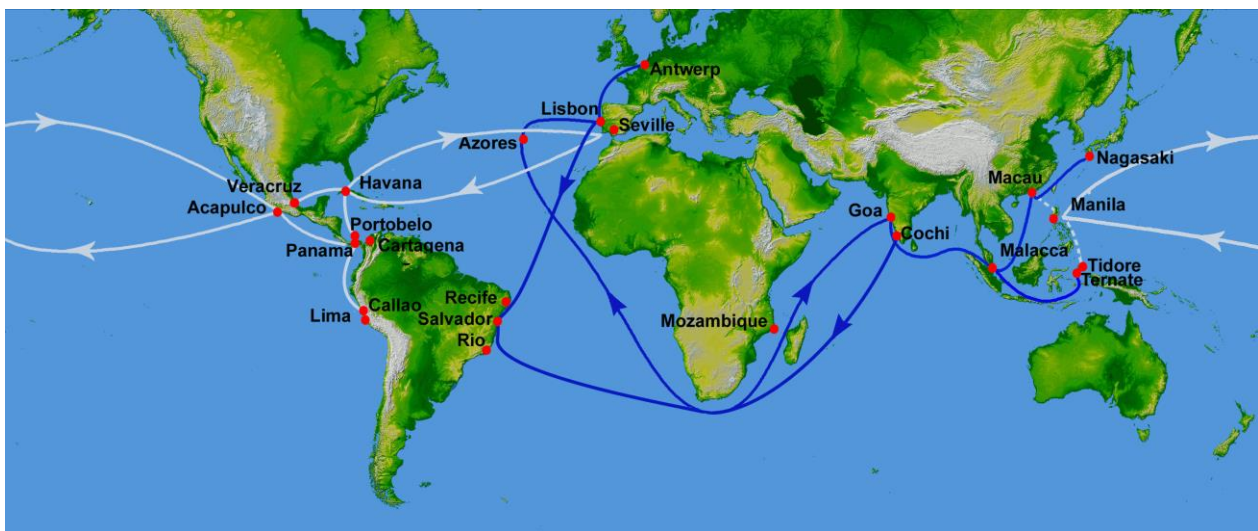 Antwerp
Lisbon
Seville
Azores
Nagasaki
Macau
Veracruz
Havana
Manila
Acapulco
Goa
Portobelo
Cochi
Panama
Cartagena
Malacca
Tidore
Ternate
Recife
Callao
Lima
Salvador
Mozambique
Rio